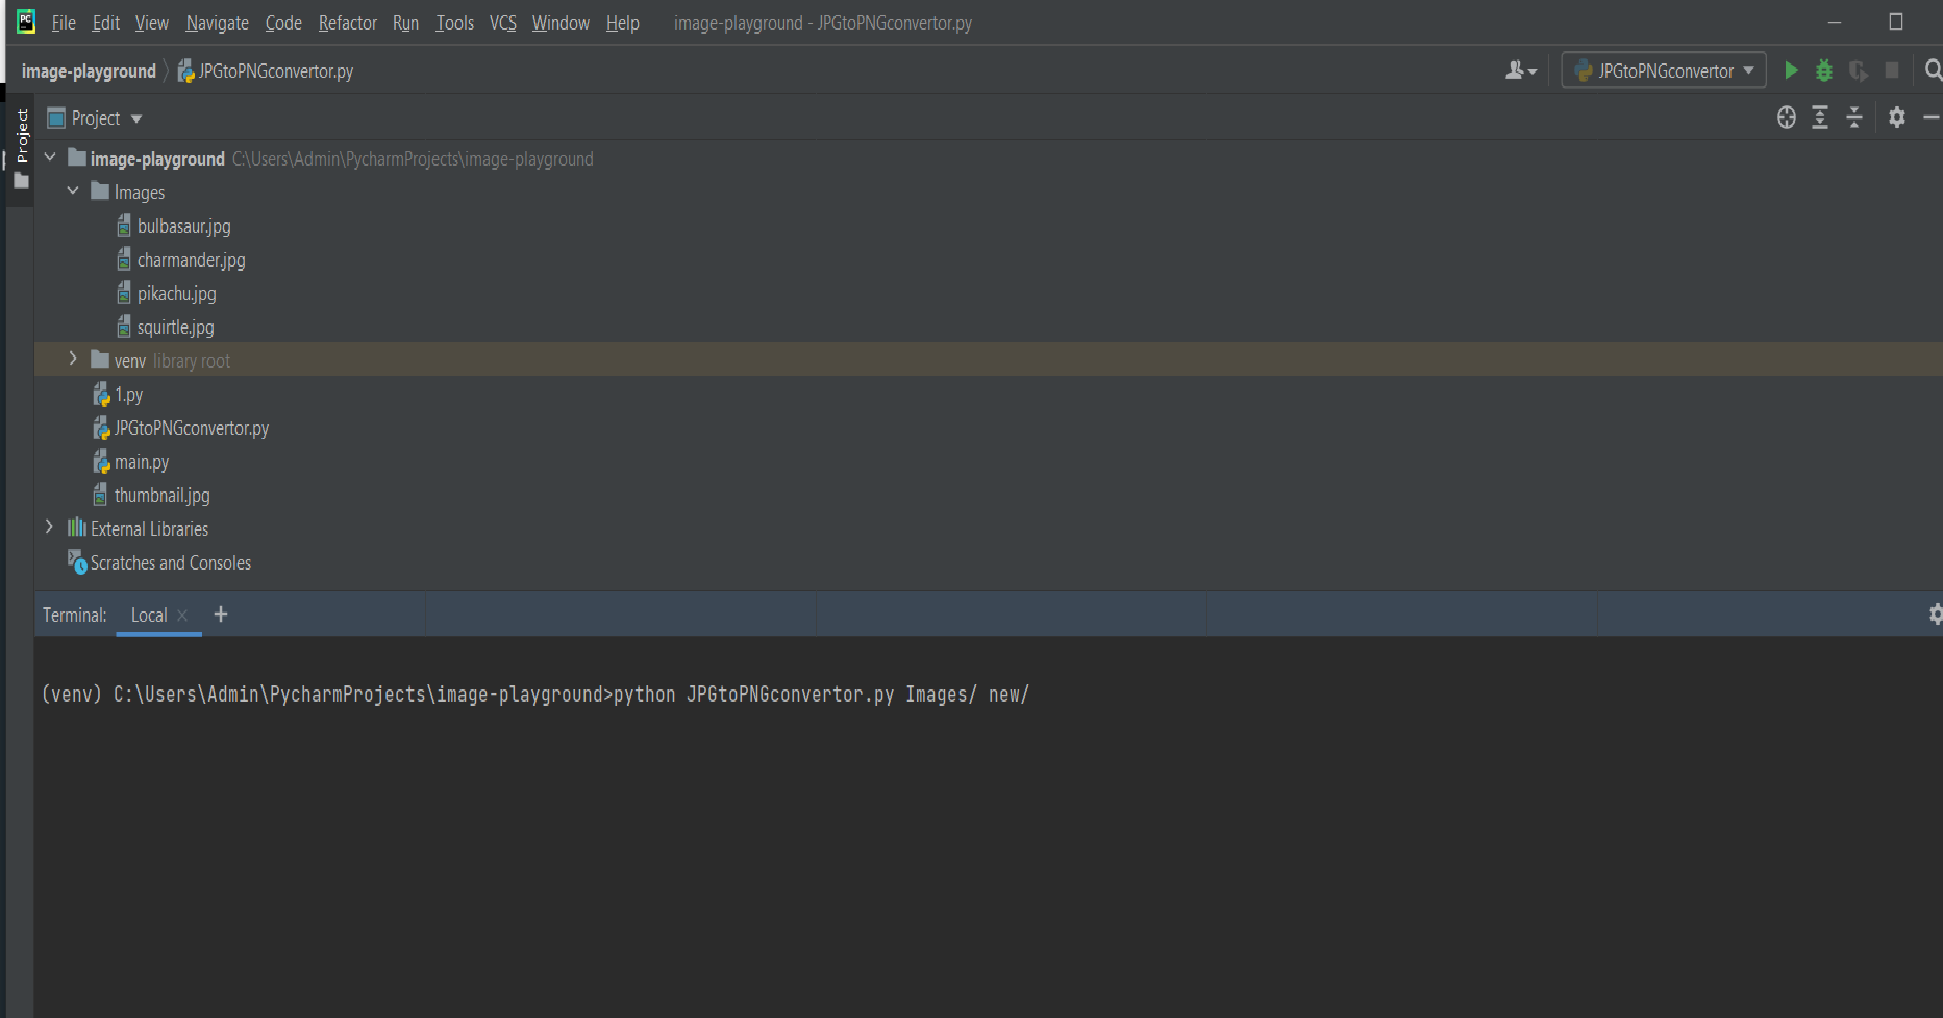 PC File Edit View Navigate Code Refactor Run Tools VCS Window Help image-playground - JPGtoPNGconvertor.py
image-playground JPGtoPNGconvertor.py JPGtoPNGconvertor
Project
Project
image-playground C:\Users\Admin\PycharmProjects\image-playground
Images
bulbasaur.jpg
charmander.jpg
pikachu.jpg
squirtle.jpg
venv library root
1.py
JPGtoPNGconvertor.py
main.py
thumbnail.jpg
External Libraries
Scratches and Consoles
Terminal: Local × +
(venv) C:\Users\Admin\PycharmProjects\image-playground>python JPGtoPNGconvertor.py Images/ new/